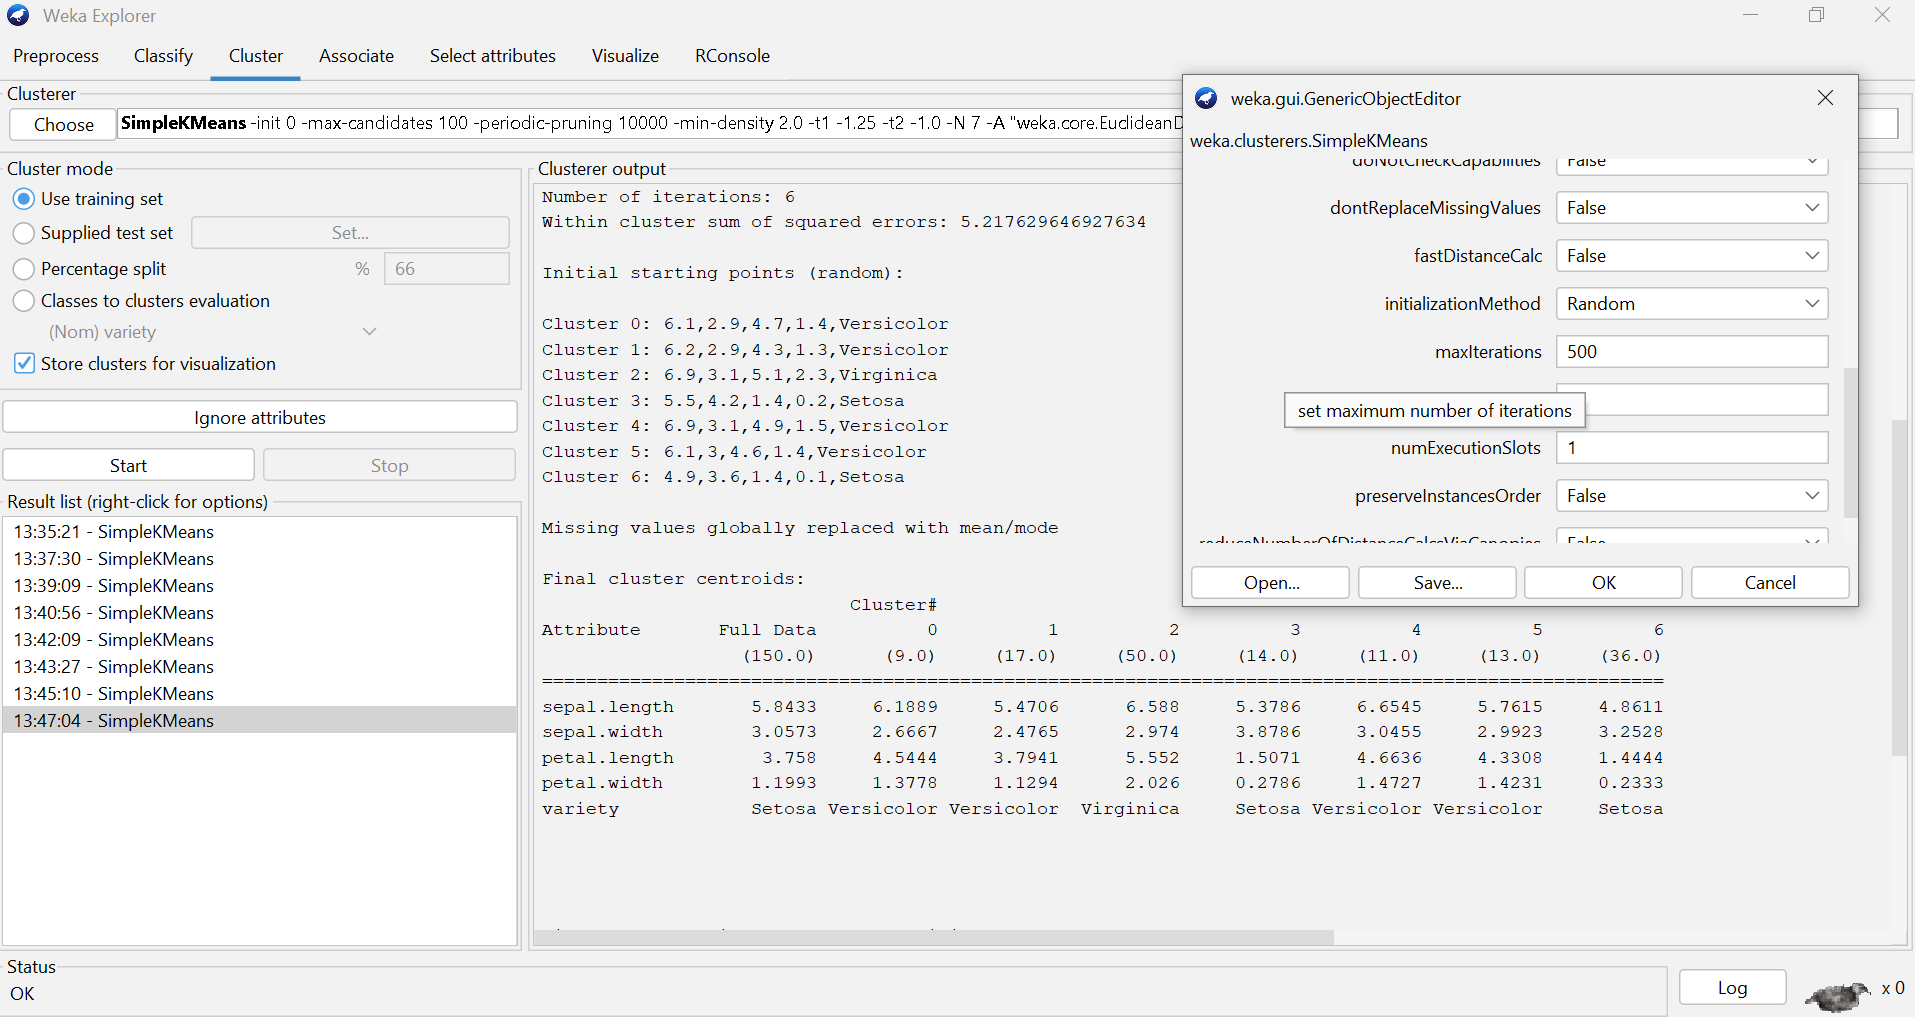 Weka Explorer
Preprocess Classify Cluster Associate Select attributes Visualize RConsole
Clusterer
Choose SimpleKMeans -init 0 -max-candidates 100 -periodic-pruning 10000 -min-density 2.0 -t1 -1.25 -t2 -1.0 -N 7 -A "weka.core.EuclideanD
Cluster mode
Use training set
Supplied test set Set...
Percentage split % 66
Classes to clusters evaluation
(Nom) variety
Store clusters for visualization
Ignore attributes
Start Stop
Result list (right-click for options)
13:35:21 - SimpleKMeans
13:37:30 - SimpleKMeans
13:39:09 - SimpleKMeans
13:40:56 - SimpleKMeans
13:42:09 - SimpleKMeans
13:43:27 - SimpleKMeans
13:45:10 - SimpleKMeans
13:47:04 - SimpleKMeans
Clusterer output
Number of iterations: 6
Within cluster sum of squared errors: 5.217629646927634
Initial starting points (random):
Cluster 0: 6.1,2.9,4.7,1.4,Versicolor
Cluster 1: 6.2,2.9,4.3,1.3,Versicolor
Cluster 2: 6.9,3.1,5.1,2.3,Virginica
Cluster 3: 5.5,4.2,1.4,0.2,Setosa
Cluster 4: 6.9,3.1,4.9,1.5,Versicolor
Cluster 5: 6.1,3,4.6,1.4,Versicolor
Cluster 6: 4.9,3.6,1.4,0.1,Setosa
Missing values globally replaced with mean/mode
Final cluster centroids:
Cluster#
Attribute Full Data 0 1 2 3 4 5 6
(150.0) (9.0) (17.0) (50.0) (14.0) (11.0) (13.0) (36.0)
sepal.length 5.8433 6.1889 5.4706 6.588 5.3786 6.6545 5.7615 4.8611
sepal.width 3.0573 2.6667 2.4765 2.974 3.8786 3.0455 2.9923 3.2528
petal.length 3.758 4.5444 3.7941 5.552 1.5071 4.6636 4.3308 1.4444
petal.width 1.1993 1.3778 1.1294 2.026 0.2786 1.4727 1.4231 0.2333
variety Setosa Versicolor Versicolor Virginica Setosa Versicolor Versicolor Setosa
weka.gui.GenericObjectEditor
weka.clusterers.SimpleKMeans
doNotCheckCapabilities False
dontReplaceMissingValues False
fastDistanceCalc False
initializationMethod Random
maxIterations 500
set maximum number of iterations
numExecutionSlots 1
preserveInstancesOrder False
reduceNumberOfDistanceCalcsViaCanopies False
Open... Save... OK Cancel
Status
OK
Log x 0